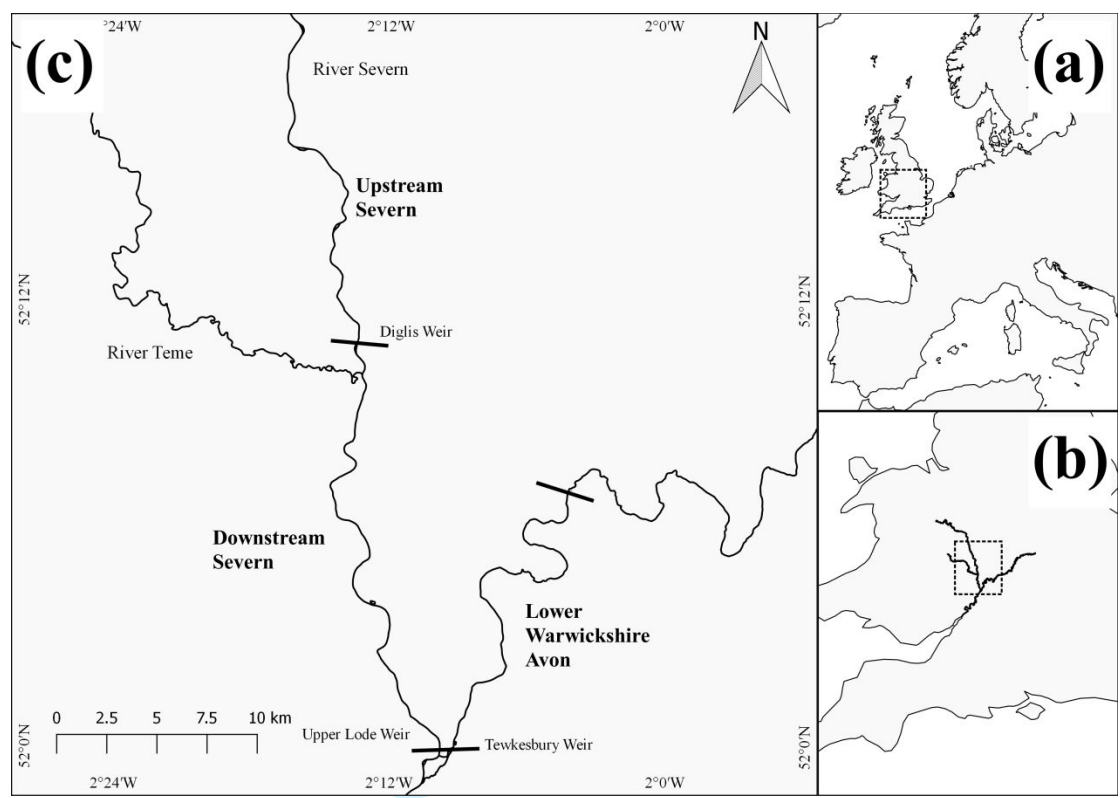 (c)
2°24'W
2°12'W
2°0'W
N
(a)
River Severn
Upstream
Severn
52°12'N
52°12'N
Diglis Weir
River Teme
(b)
Downstream
Severn
Lower
Warwickshire
Avon
0 2.5 5 7.5 10 km
Upper Lode Weir
Tewkesbury Weir
52°0'N
52°0'N
2°24'W
2°12'W
2°0'W